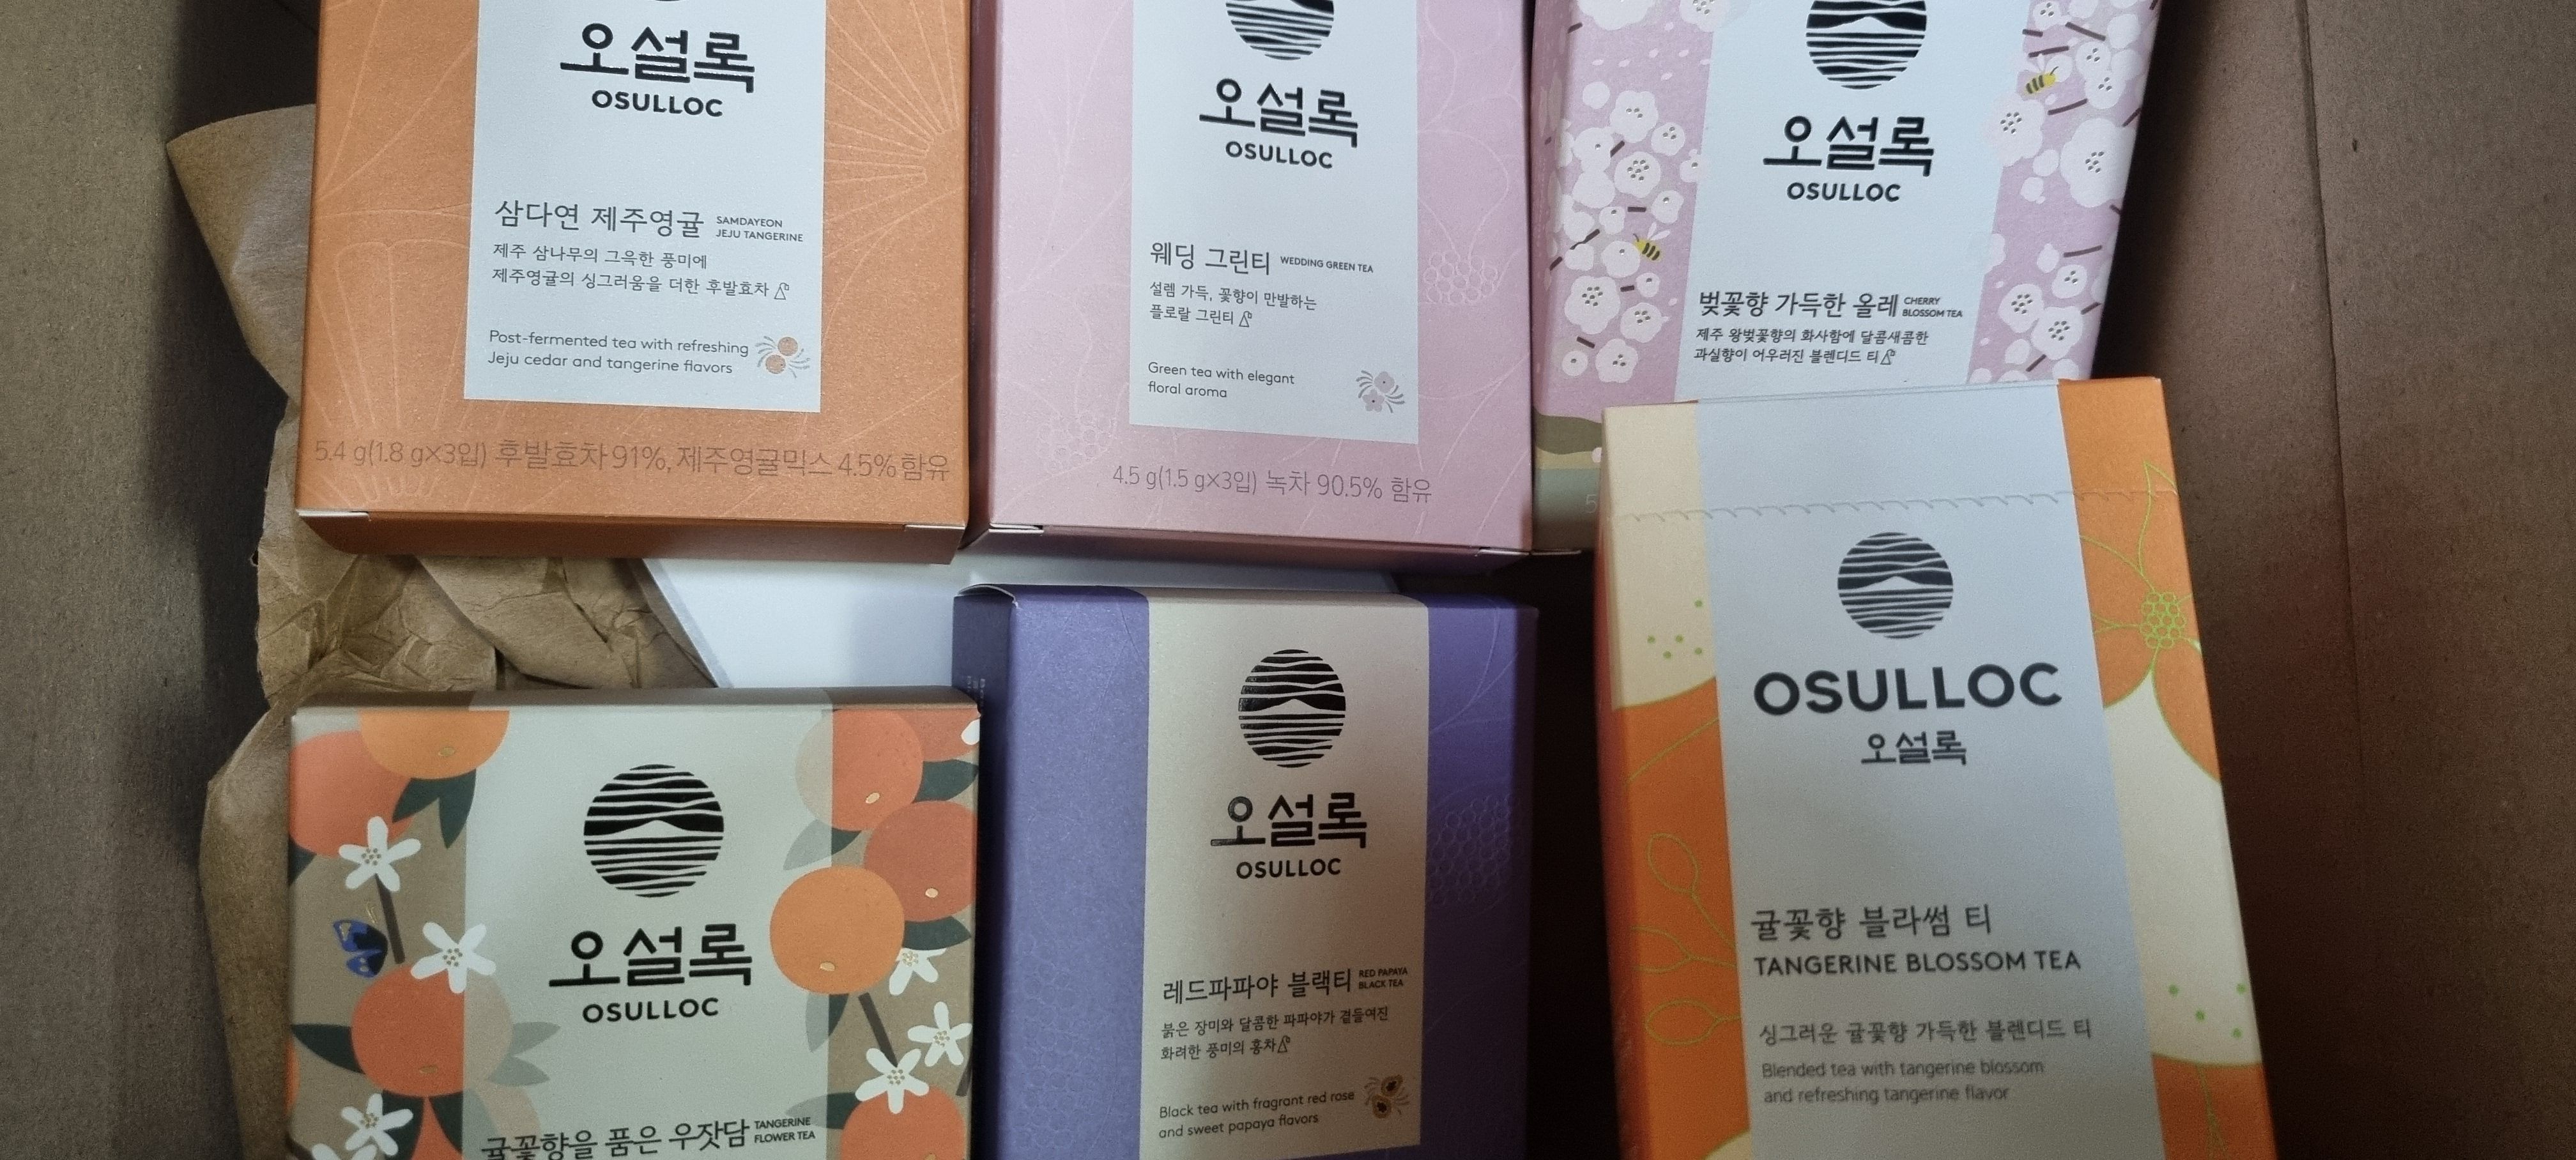 오설록
OSULLOC
삼다연 제주영귤 SAMDAYEON
JEJU TANGERINE
제주 삼나무의 그윽한 풍미에
제주영귤의 싱그러움을 더한 후발효차
Post-fermented tea with refreshing
Jeju cedar and tangerine flavors
5.4 g(1.8 g×3입) 후발효차 91%, 제주영귤믹스 4.5% 함유
오설록
OSULLOC
웨딩 그린티 WEDDING GREEN TEA
설렘 가득, 꽃향이 만발하는
플로랄 그린티
Green tea with elegant
floral aroma
4.5 g(1.5 g×3입) 녹차 90.5% 함유
오설록
OSULLOC
벚꽃향 가득한 올레 CHERRY
BLOSSOM TEA
제주 왕벚꽃향의 화사함에 달콤새콤한
과실향이 어우러진 블렌디드 티
5
오설록
OSULLOC
귤꽃향을 품은 우잣담 TANGERINE
FLOWER TEA
오설록
OSULLOC
레드파파야 블랙티 RED PAPAYA
BLACK TEA
붉은 장미와 달콤한 파파야가 곁들여진
화려한 풍미의 홍차
Black tea with fragrant red rose
and sweet papaya flavors
OSULLOC
오설록
귤꽃향 블라썸 티
TANGERINE BLOSSOM TEA
싱그러운 귤꽃향 가득한 블렌디드 티
Blended tea with tangerine blossom
and refreshing tangerine flavor